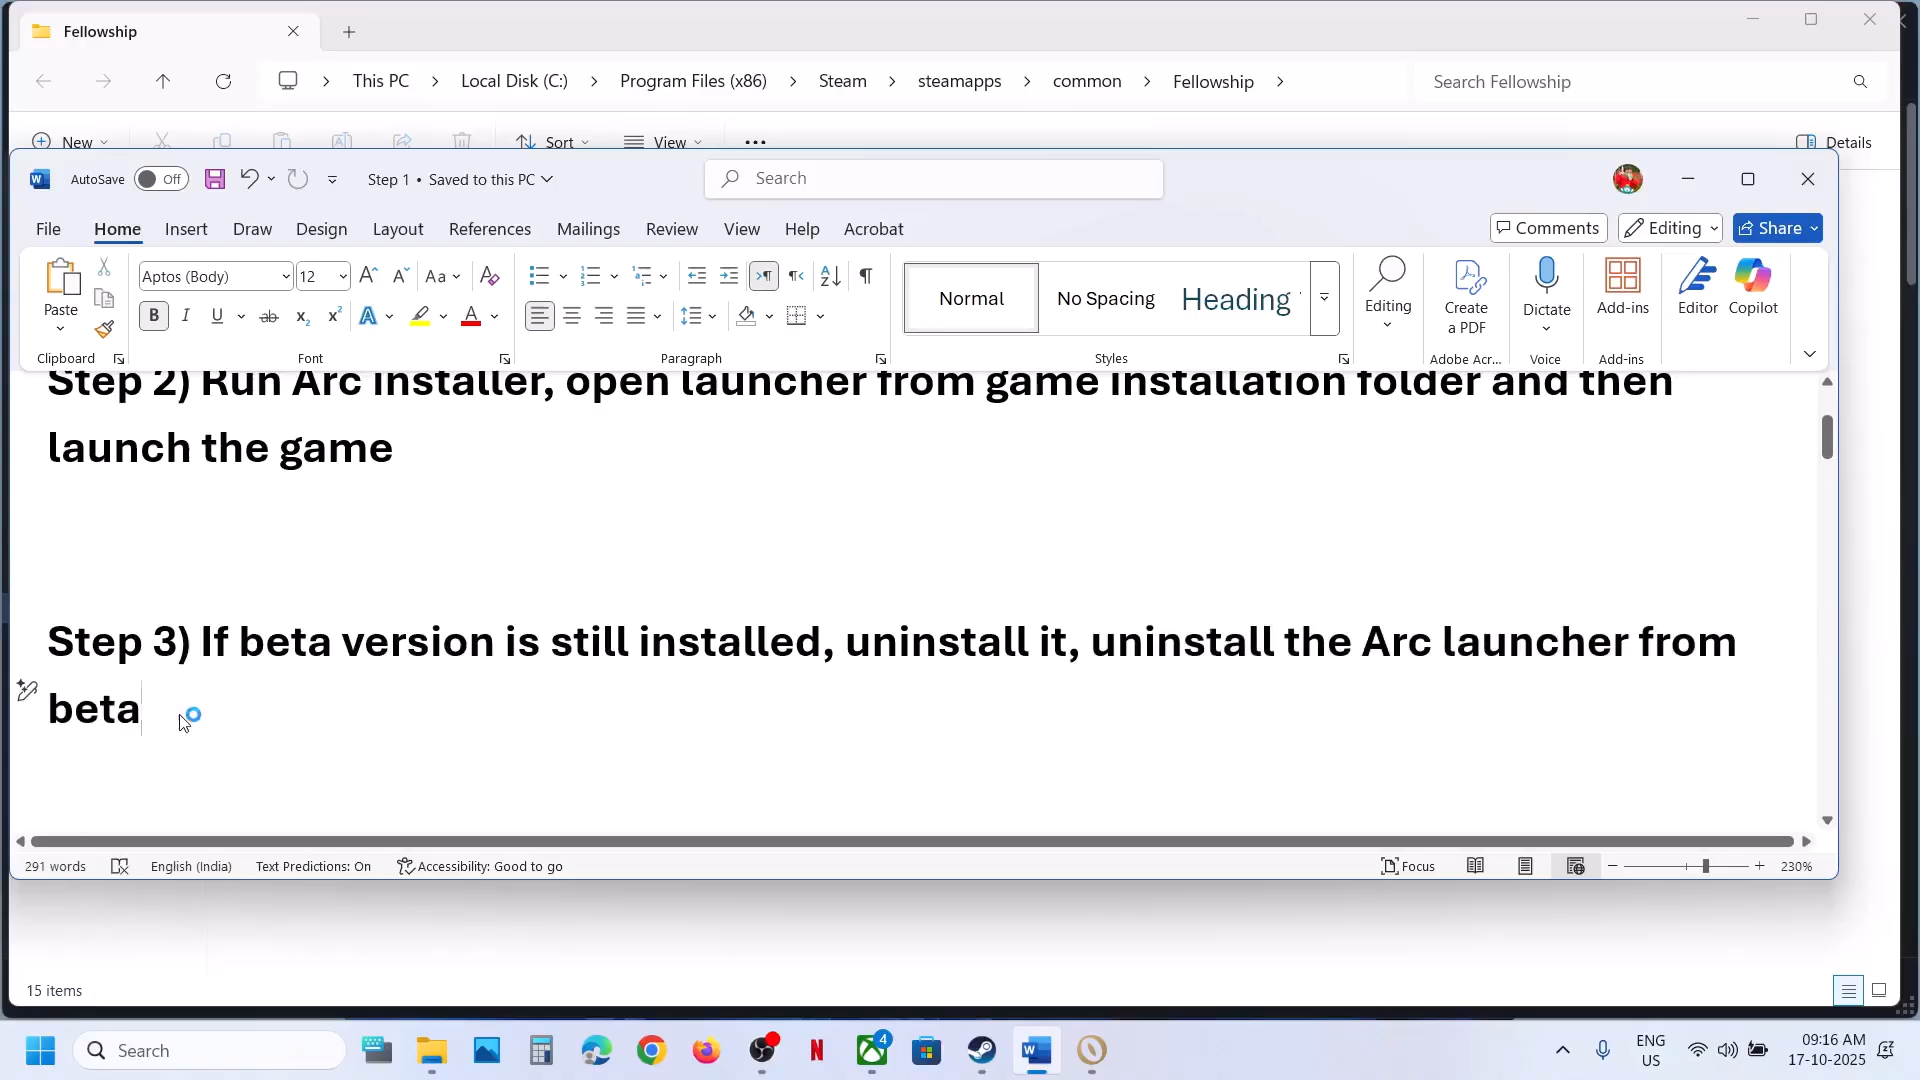 Fellowship
This PC
Local Disk (C:)
Program Files (x86)
Steam
steamapps
common
Fellowship
Search Fellowship
New
Sort
View
Details
AutoSave
Off
Step 1 • Saved to this PC
Search
File
Home
Insert
Draw
Design
Layout
References
Mailings
Review
View
Help
Acrobat
Comments
Editing
Share
Paste
Aptos (Body)
12
Normal
No Spacing
Heading
Editing
Create
a PDF
Dictate
Add-ins
Editor
Copilot
Clipboard
Font
Paragraph
Styles
Adobe Acr...
Voice
Add-ins
Step 2) Run Arc installer, open launcher from game installation folder and then
launch the game
Step 3) If beta version is still installed, uninstall it, uninstall the Arc launcher from
beta
291 words
English (India)
Text Predictions: On
Accessibility: Good to go
Focus
230%
15 items
Search
4
ENG
US
09:16 AM
17-10-2025